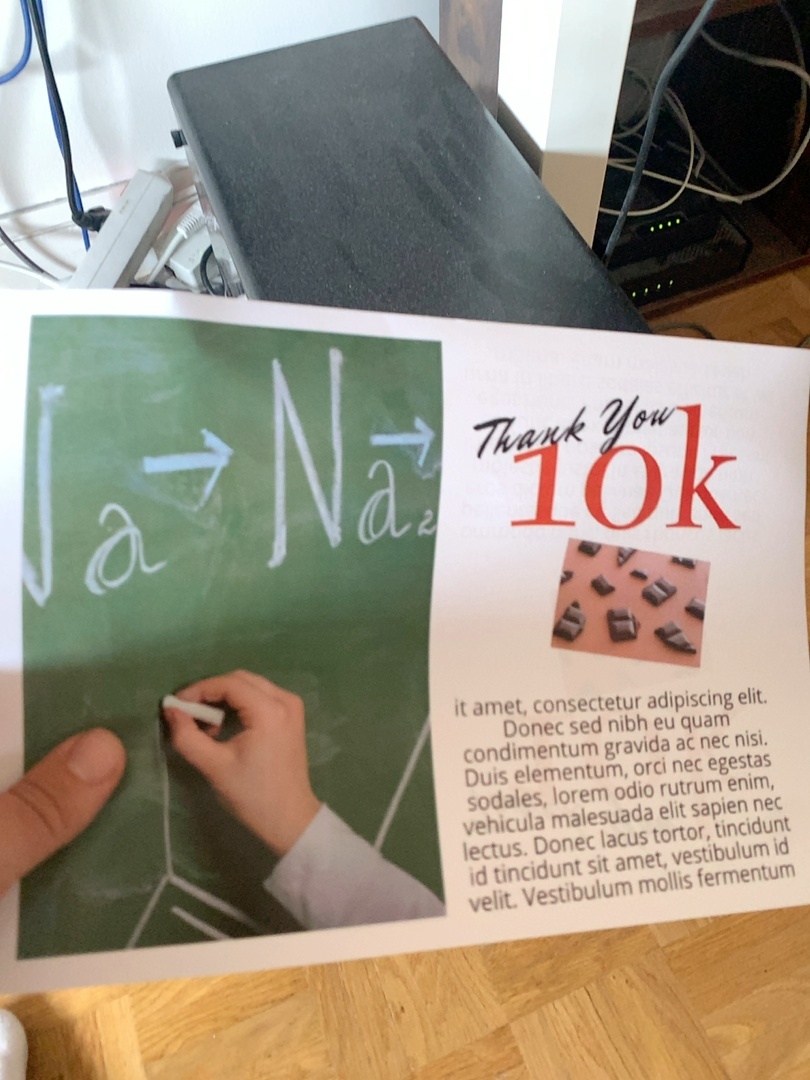 Na → Na₂
Thank You
10k
it amet, consectetur adipiscing elit.
Donec sed nibh eu quam
condimentum gravida ac nec nisi.
Duis elementum, orci nec egestas
sodales, lorem odio rutrum enim,
vehicula malesuada elit sapien nec
lectus. Donec lacus tortor, tincidunt
id tincidunt sit amet, vestibulum id
velit. Vestibulum mollis fermentum